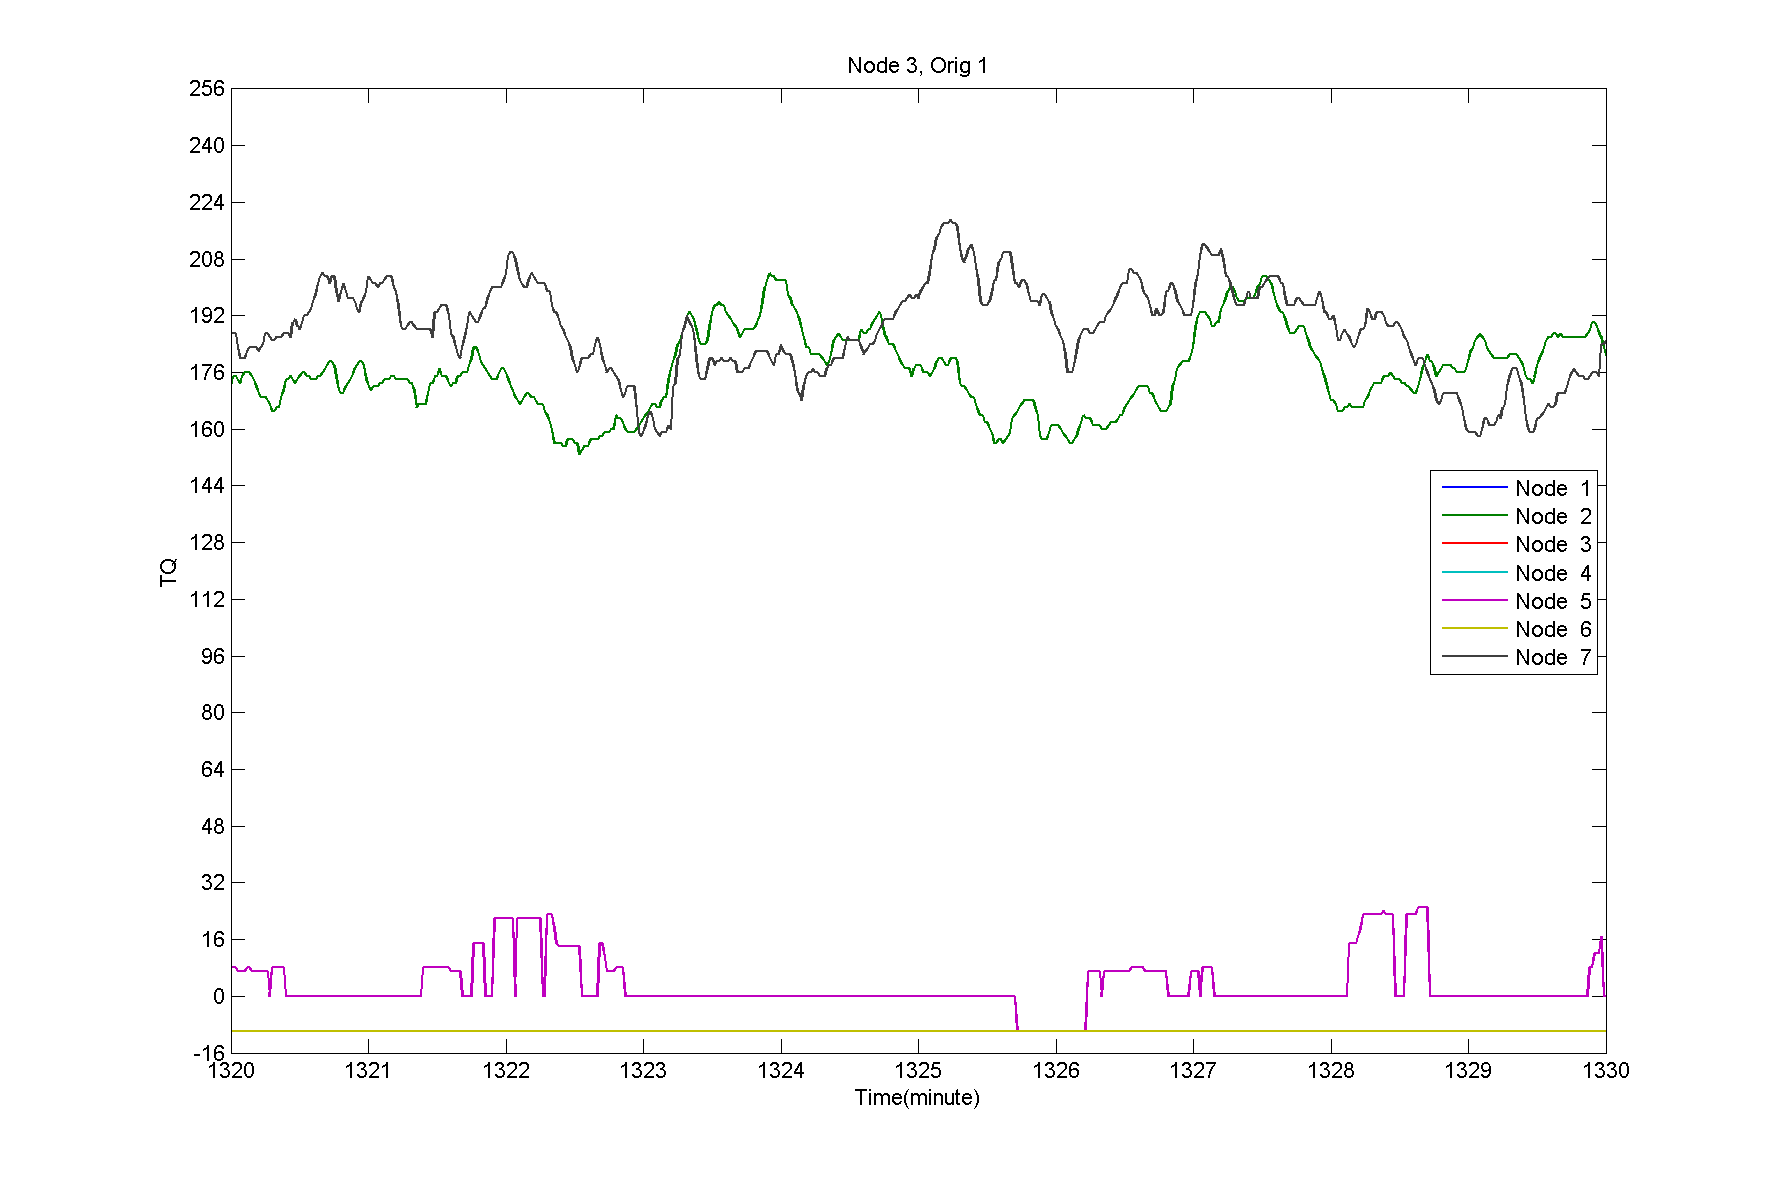 Node 3, Orig 1
256
240
224
208
192
176
160
144
128
112
96
80
64
48
32
16
0
-16
TQ
Node 1
Node 2
Node 3
Node 4
Node 5
Node 6
Node 7
1320 1321 1322 1323 1324 1325 1326 1327 1328 1329 1330
Time(minute)